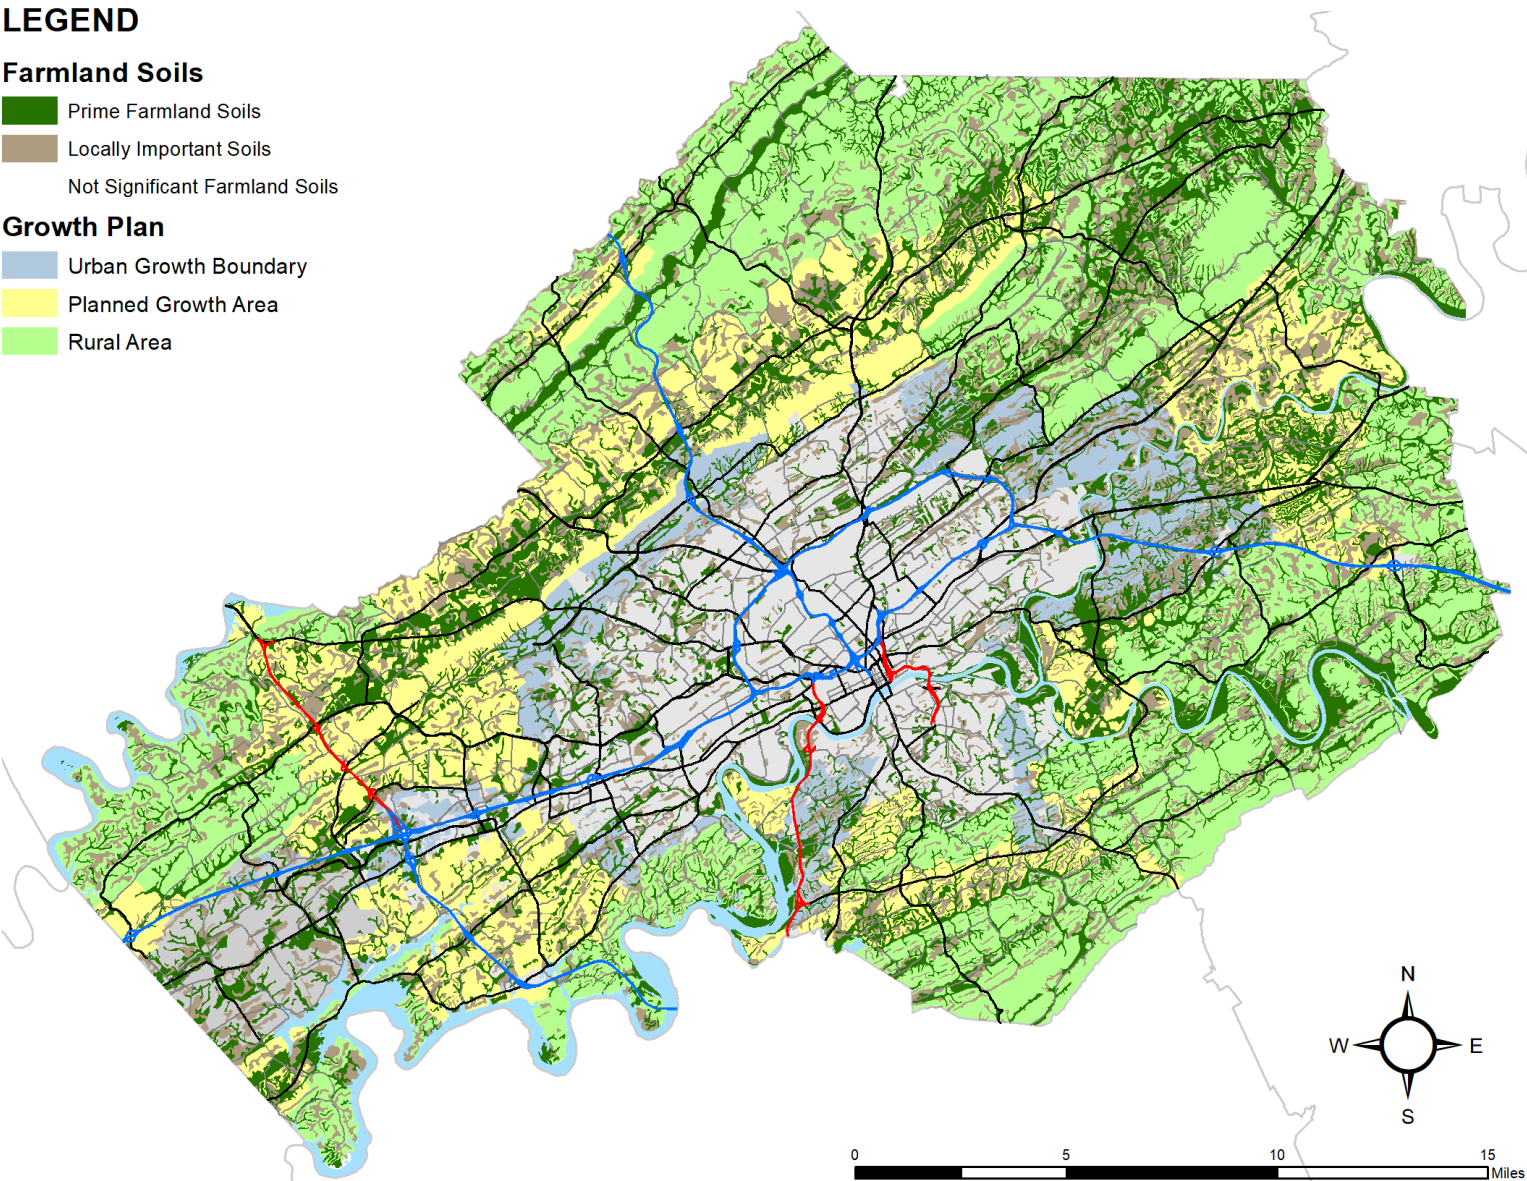 LEGEND
Farmland Soils
Prime Farmland Soils
Locally Important Soils
Not Significant Farmland Soils
Growth Plan
Urban Growth Boundary
Planned Growth Area
Rural Area
N
W E
S
0 5 10 15
Miles